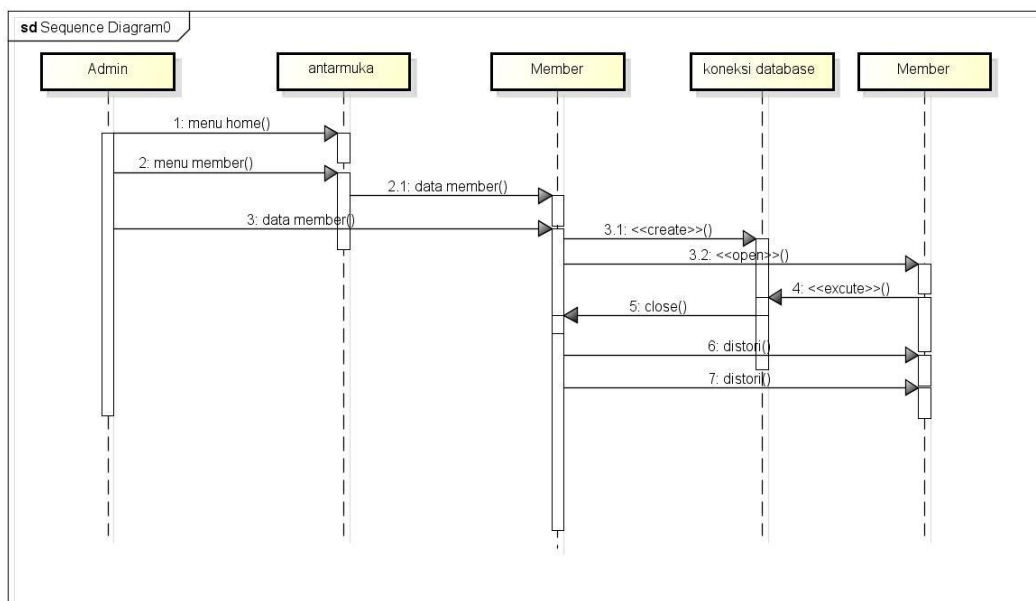 sd Sequence Diagram0
Admin
antarmuka
Member
koneksi database
Member
1: menu home()
2: menu member()
2.1: data member()
3: data member()
3.1: <<create>>()
3.2: <<open>>()
4: <<excute>>()
5: close()
6: distori()
7: distori()